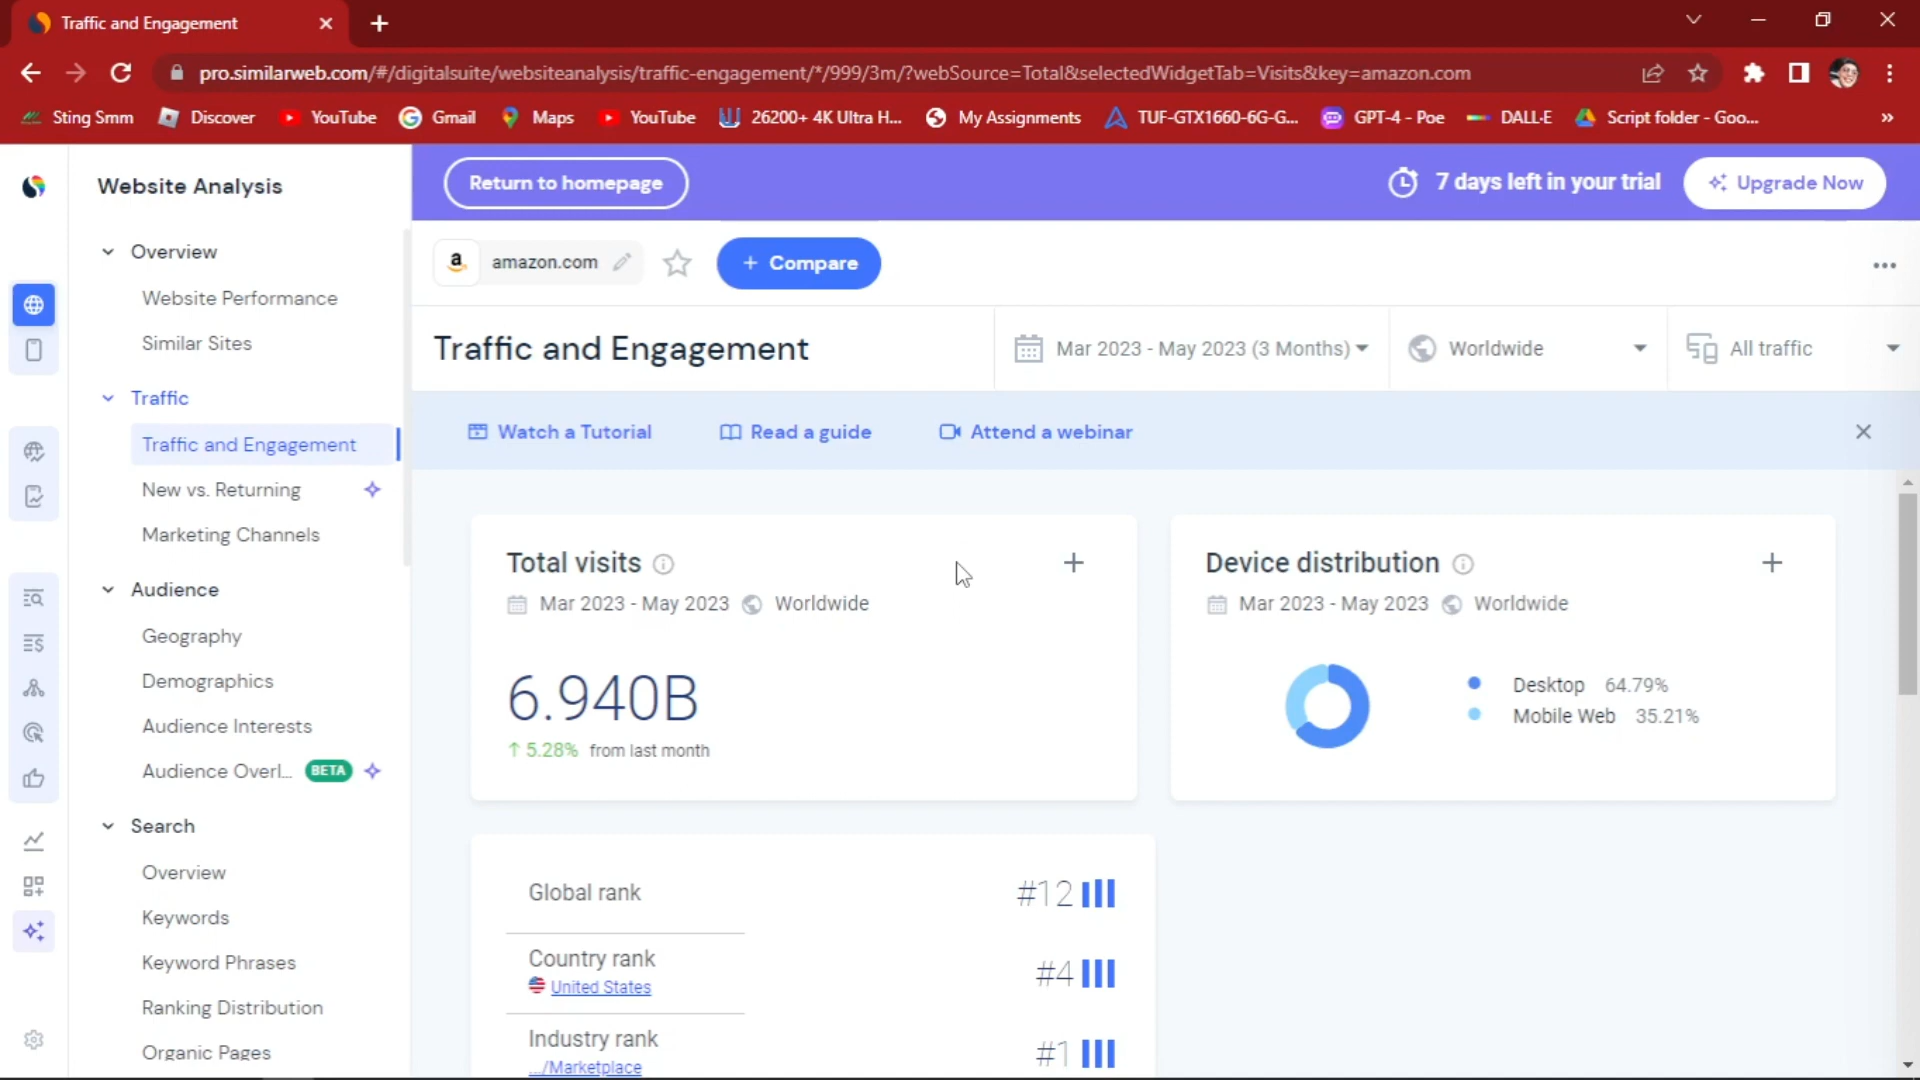 Traffic and Engagement
pro.similarweb.com/#/digitalsuite/websiteanalysis/traffic-engagement/*/999/3m/?webSource=Total&selectedWidgetTab=Visits&key=amazon.com
Sting Smm
Discover
YouTube
Gmail
Maps
YouTube
26200+ 4K Ultra H...
My Assignments
TUF-GTX1660-6G-G...
GPT-4 - Poe
DALL·E
Script folder - Goo...
»
Website Analysis
Overview
Website Performance
Similar Sites
Traffic
Traffic and Engagement
New vs. Returning
Marketing Channels
Audience
Geography
Demographics
Audience Interests
Audience Overl... BETA
Search
Overview
Keywords
Keyword Phrases
Ranking Distribution
Organic Pages
Return to homepage
7 days left in your trial
Upgrade Now
a amazon.com
+ Compare
Traffic and Engagement
Mar 2023 - May 2023 (3 Months)
Worldwide
All traffic
Watch a Tutorial
Read a guide
Attend a webinar
Total visits
Mar 2023 - May 2023 Worldwide
6.940B
↑ 5.28% from last month
Device distribution
Mar 2023 - May 2023 Worldwide
Desktop 64.79%
Mobile Web 35.21%
Global rank #12
Country rank #4
United States
Industry rank #1
.../Marketplace